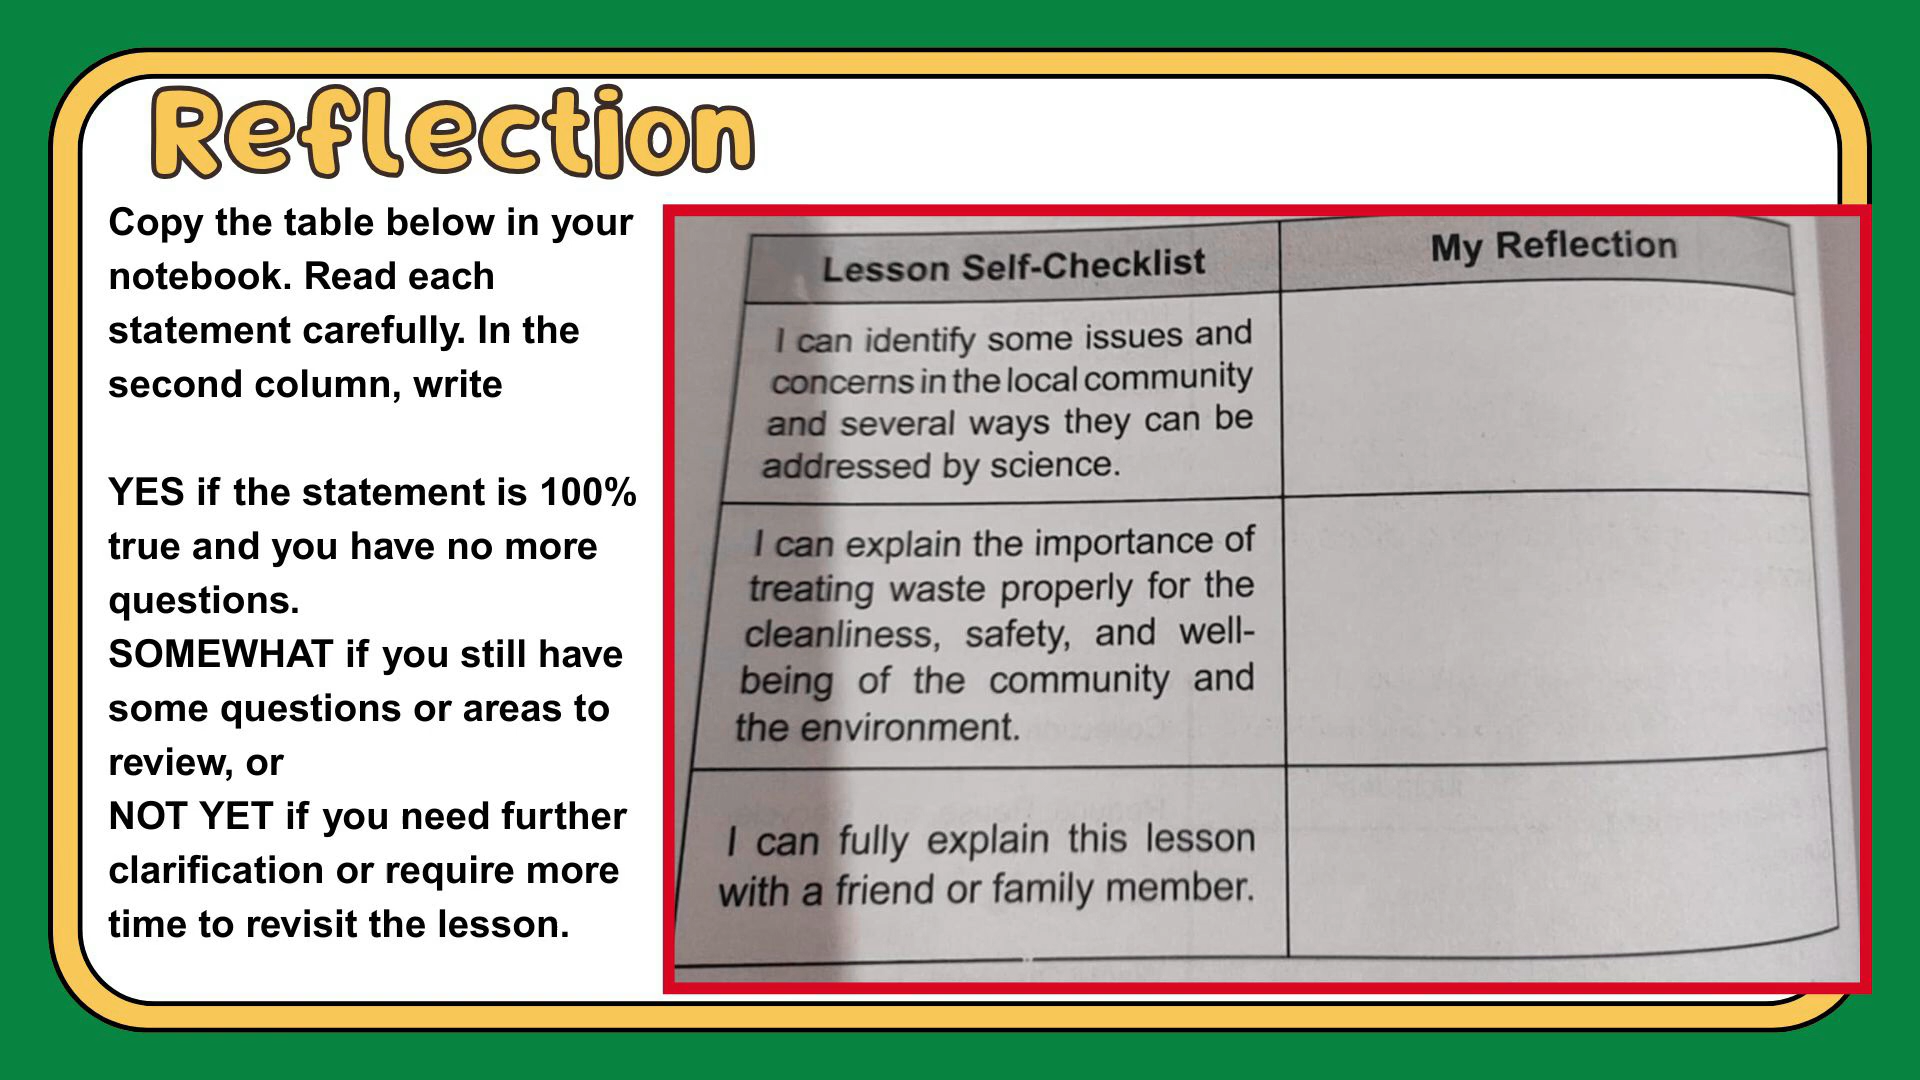 Reflection
Copy the table below in your
notebook. Read each
statement carefully. In the
second column, write
YES if the statement is 100%
true and you have no more
questions.
SOMEWHAT if you still have
some questions or areas to
review, or
NOT YET if you need further
clarification or require more
time to revisit the lesson.
Lesson Self-Checklist
My Reflection
I can identify some issues and
concerns in the local community
and several ways they can be
addressed by science.
I can explain the importance of
treating waste properly for the
cleanliness, safety, and well-
being of the community and
the environment.
I can fully explain this lesson
with a friend or family member.